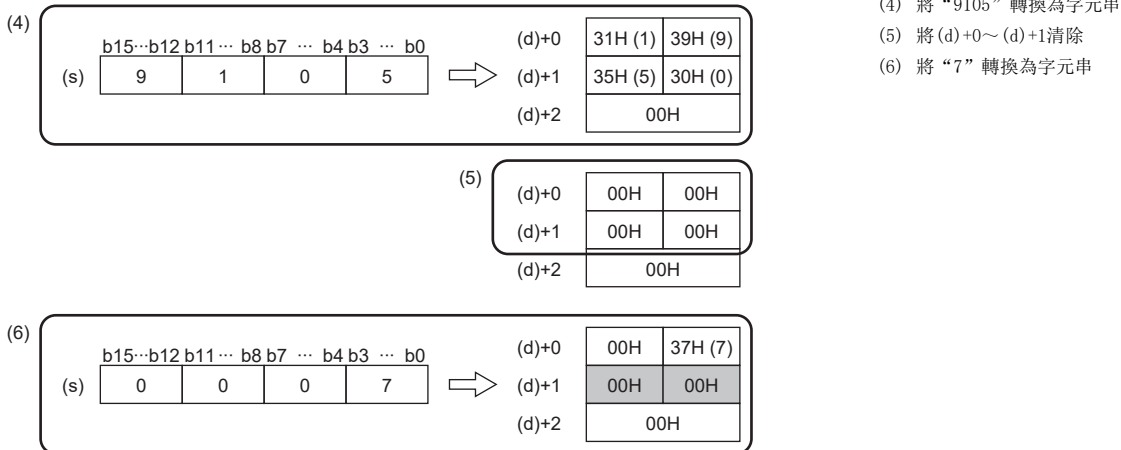 (4) 將“9105”轉換為字元串
(5) 將(d)+0～(d)+1清除
(6) 將“7”轉換為字元串
(4)
b15···b12 b11 ··· b8 b7 ··· b4 b3 ··· b0
(s) 9 1 0 5
(d)+0 31H (1) 39H (9)
(d)+1 35H (5) 30H (0)
(d)+2 00H
(5)
(d)+0 00H 00H
(d)+1 00H 00H
(d)+2 00H
(6)
b15···b12 b11 ··· b8 b7 ··· b4 b3 ··· b0
(s) 0 0 0 7
(d)+0 00H 37H (7)
(d)+1 00H 00H
(d)+2 00H